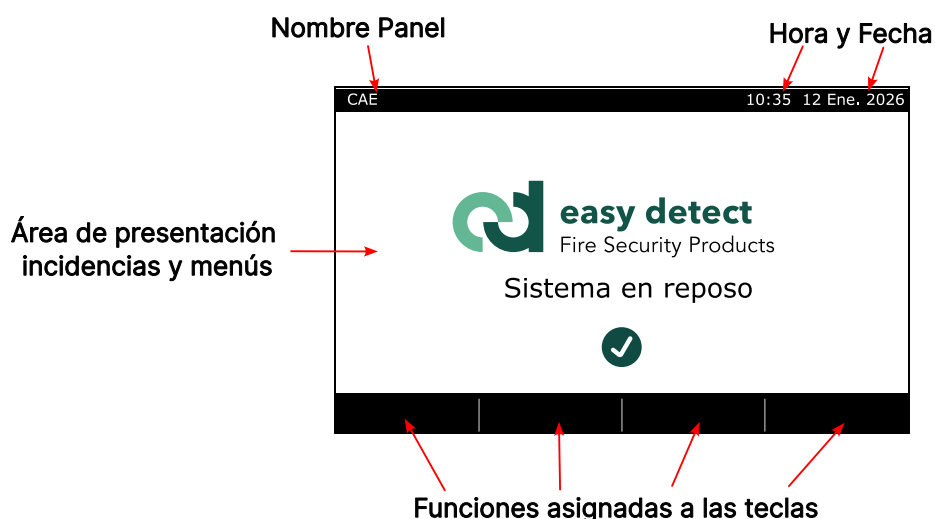 Nombre Panel
Hora y Fecha
CAE
10:35 12 Ene. 2026
easy detect
Fire Security Products
Área de presentación
incidencias y menús
Sistema en reposo
Funciones asignadas a las teclas